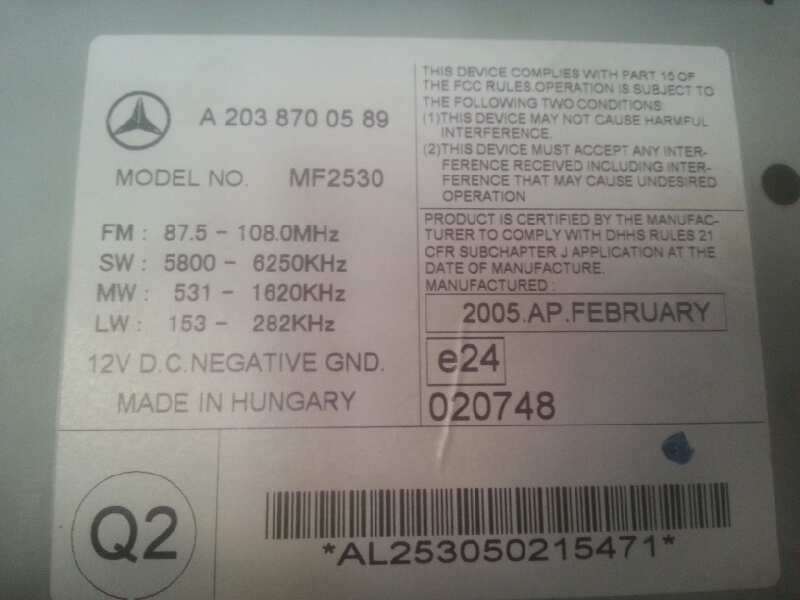 A 203 870 05 89
MODEL NO. MF2530
FM : 87.5 - 108.0MHz
SW : 5800 - 6250KHz
MW : 531 - 1620KHz
LW : 153 - 282KHz
12V D.C.NEGATIVE GND.
MADE IN HUNGARY
THIS DEVICE COMPLIES WITH PART 15 OF
THE FCC RULES.OPERATION IS SUBJECT TO
THE FOLLOWING TWO CONDITIONS:
(1)THIS DEVICE MAY NOT CAUSE HARMFUL
INTERFERENCE.
(2)THIS DEVICE MUST ACCEPT ANY INTER-
FERENCE RECEIVED INCLUDING INTER-
FERENCE THAT MAY CAUSE UNDESIRED
OPERATION
PRODUCT IS CERTIFIED BY THE MANUFAC-
TURER TO COMPLY WITH DHHS RULES 21
CFR SUBCHAPTER J APPLICATION AT THE
DATE OF MANUFACTURE.
MANUFACTURED :
2005.AP.FEBRUARY
e24
020748
Q2
*AL253050215471*